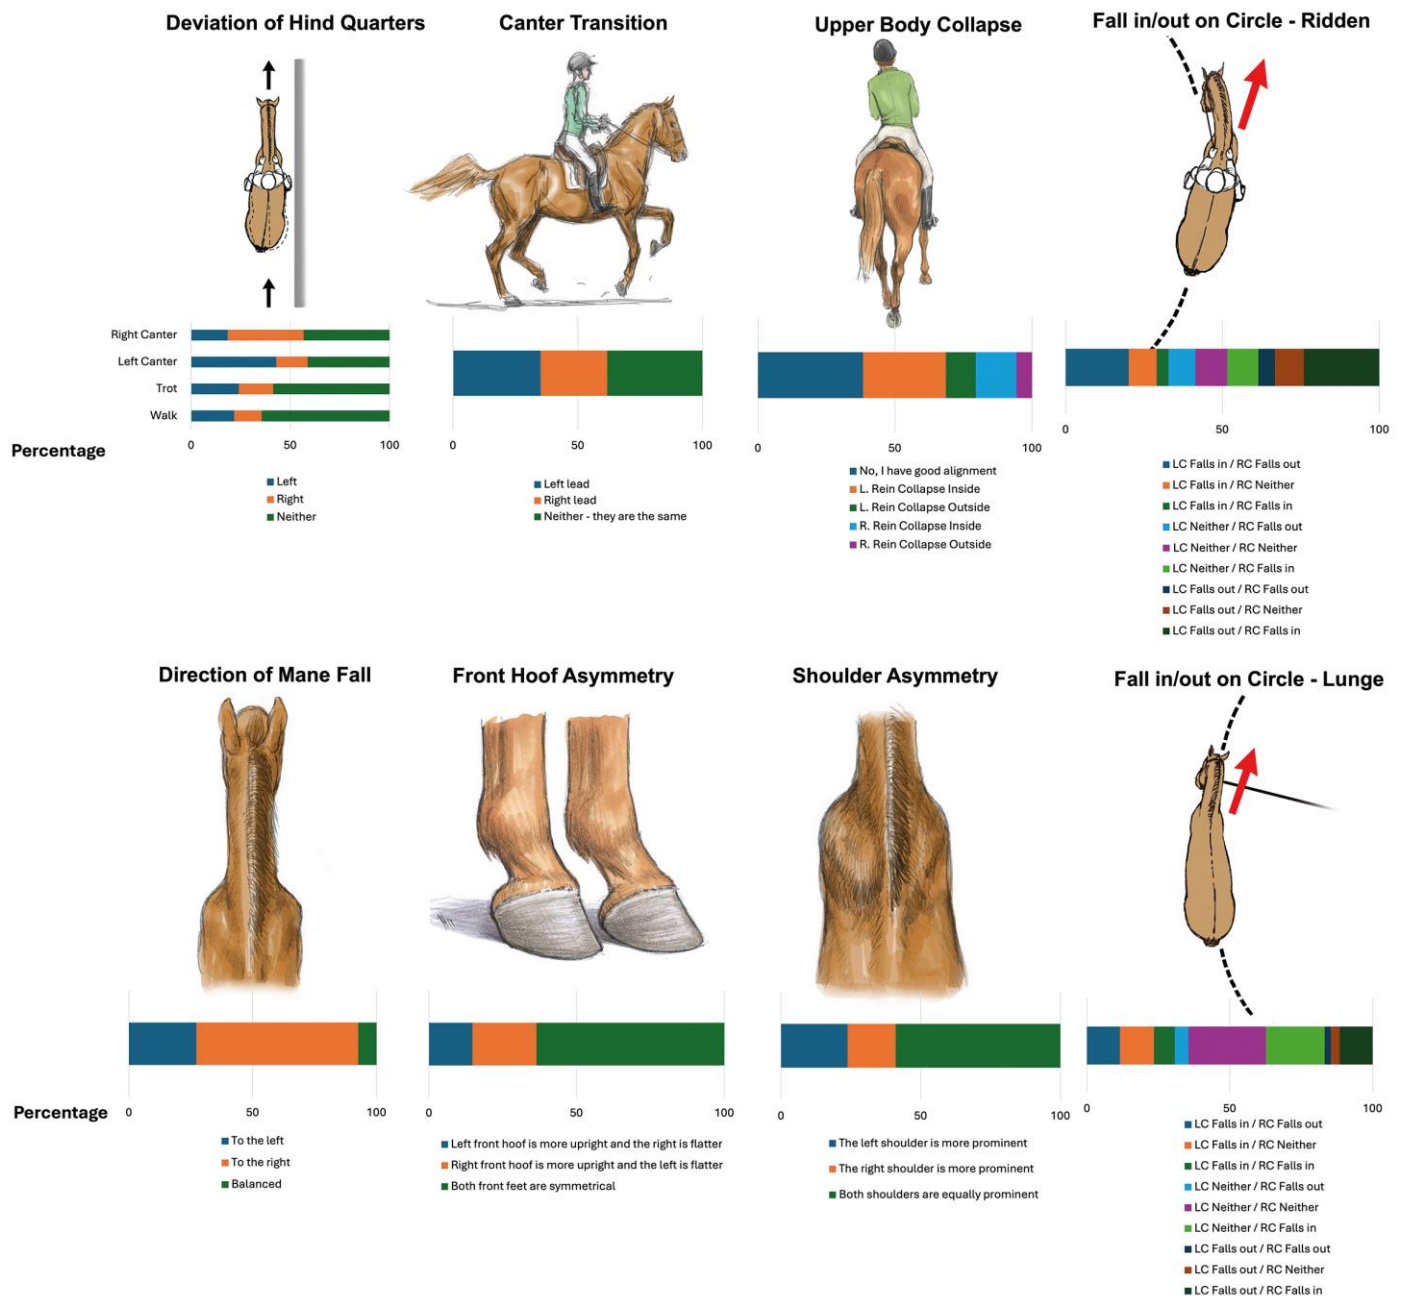 Deviation of Hind Quarters
Canter Transition
Upper Body Collapse
Fall in/out on Circle - Ridden
Right Canter
Left Canter
Trot
Walk
Percentage
0 50 100
Left
Right
Neither
0 50 100
Left lead
Right lead
Neither - they are the same
0 50 100
No, I have good alignment
L. Rein Collapse Inside
L. Rein Collapse Outside
R. Rein Collapse Inside
R. Rein Collapse Outside
0 50 100
LC Falls in / RC Falls out
LC Falls in / RC Neither
LC Falls in / RC Falls in
LC Neither / RC Falls out
LC Neither / RC Neither
LC Neither / RC Falls in
LC Falls out / RC Falls out
LC Falls out / RC Neither
LC Falls out / RC Falls in
Direction of Mane Fall
Front Hoof Asymmetry
Shoulder Asymmetry
Fall in/out on Circle - Lunge
Percentage
0 50 100
To the left
To the right
Balanced
0 50 100
Left front hoof is more upright and the right is flatter
Right front hoof is more upright and the left is flatter
Both front feet are symmetrical
0 50 100
The left shoulder is more prominent
The right shoulder is more prominent
Both shoulders are equally prominent
0 50 100
LC Falls in / RC Falls out
LC Falls in / RC Neither
LC Falls in / RC Falls in
LC Neither / RC Falls out
LC Neither / RC Neither
LC Neither / RC Falls in
LC Falls out / RC Falls out
LC Falls out / RC Neither
LC Falls out / RC Falls in